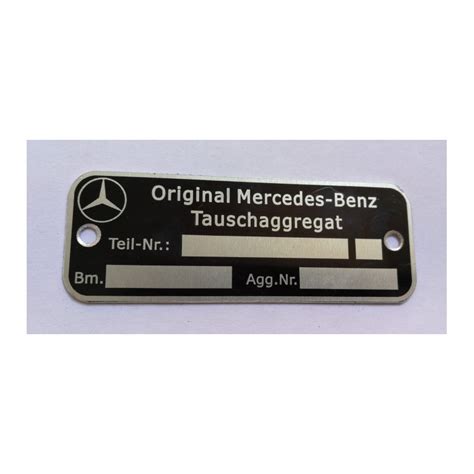 Original Mercedes-Benz
Tauschaggregat
Teil-Nr.:
Bm. Agg.Nr.